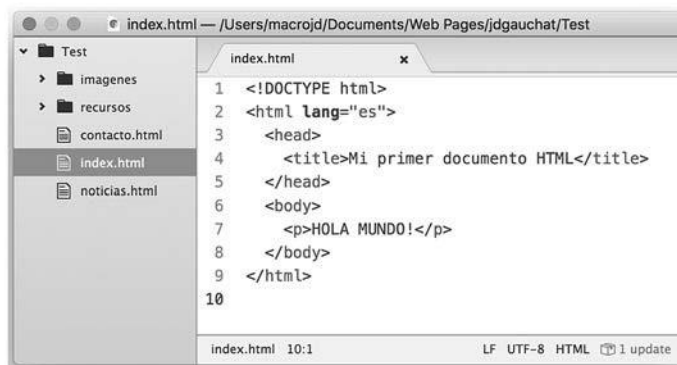 index.html — /Users/macrojd/Documents/Web Pages/jdgauchat/Test
Test
imagenes
recursos
contacto.html
index.html
noticias.html
index.html
1 <!DOCTYPE html>
2 <html lang="es">
3 <head>
4 <title>Mi primer documento HTML</title>
5 </head>
6 <body>
7 <p>HOLA MUNDO!</p>
8 </body>
9 </html>
10
index.html 10:1 LF UTF-8 HTML 1 update